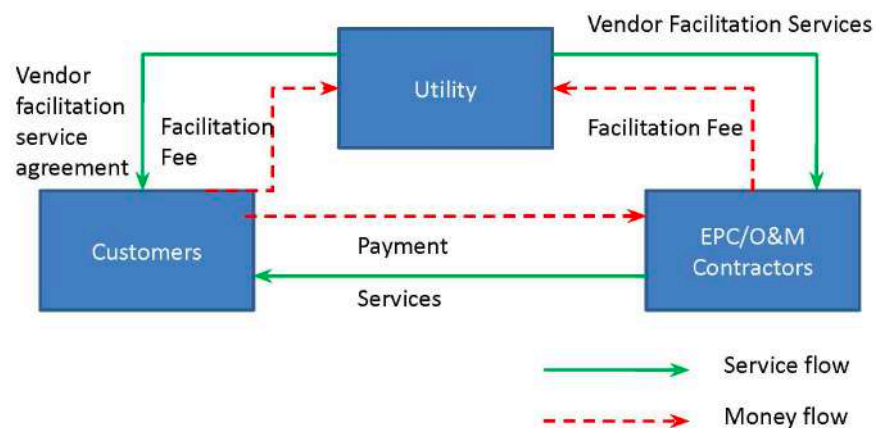 Vendor Facilitation Services
Vendor
facilitation
service
agreement
Utility
Facilitation
Fee
Facilitation Fee
Customers
EPC/O&M
Contractors
Payment
Services
Service flow
Money flow